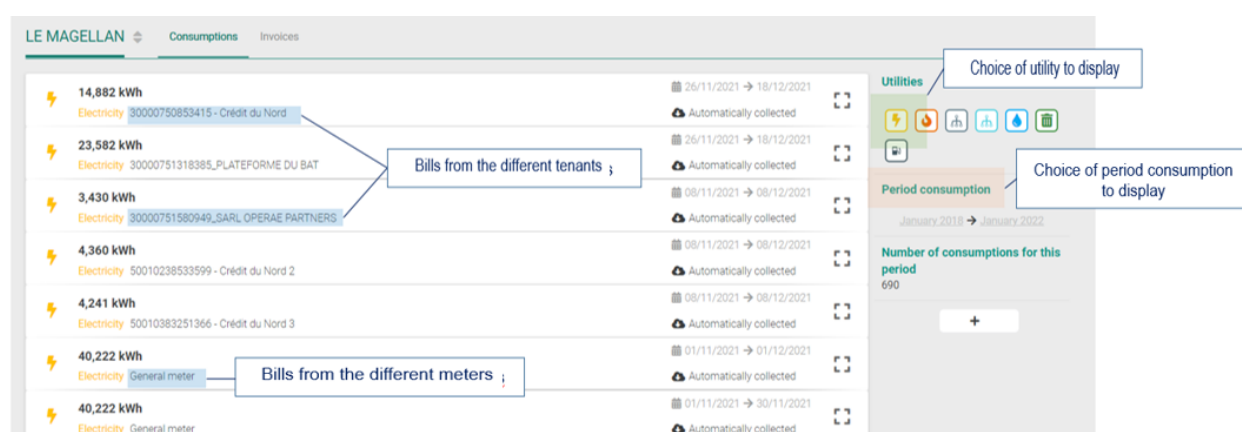 LE MAGELLAN Consumptions Invoices
Choice of utility to display
14,882 kWh
26/11/2021 → 18/12/2021
Electricity 30000750853415 - Crédit du Nord
Automatically collected
23,582 kWh
26/11/2021 → 18/12/2021
Electricity 30000751318385_PLATEFORME DU BAT
Automatically collected
Bills from the different tenants ;
3,430 kWh
08/11/2021 → 08/12/2021
Electricity 30000751580949_SARL OPERAE PARTNERS
Automatically collected
4,360 kWh
08/11/2021 → 08/12/2021
Electricity 50010238533599 - Crédit du Nord 2
Automatically collected
4,241 kWh
08/11/2021 → 08/12/2021
Electricity 50010383251366 - Crédit du Nord 3
Automatically collected
40,222 kWh
01/11/2021 → 01/12/2021
Electricity General meter
Automatically collected
Bills from the different meters ;
40,222 kWh
01/11/2021 → 30/11/2021
Electricity General meter
Automatically collected
Utilities
Choice of period consumption
to display
Period consumption
January 2018 → January 2022
Number of consumptions for this
period
690
+